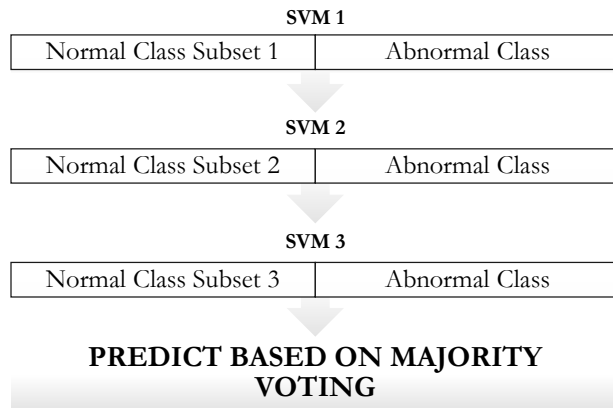 SVM 1
Normal Class Subset 1 Abnormal Class
SVM 2
Normal Class Subset 2 Abnormal Class
SVM 3
Normal Class Subset 3 Abnormal Class
PREDICT BASED ON MAJORITY
VOTING